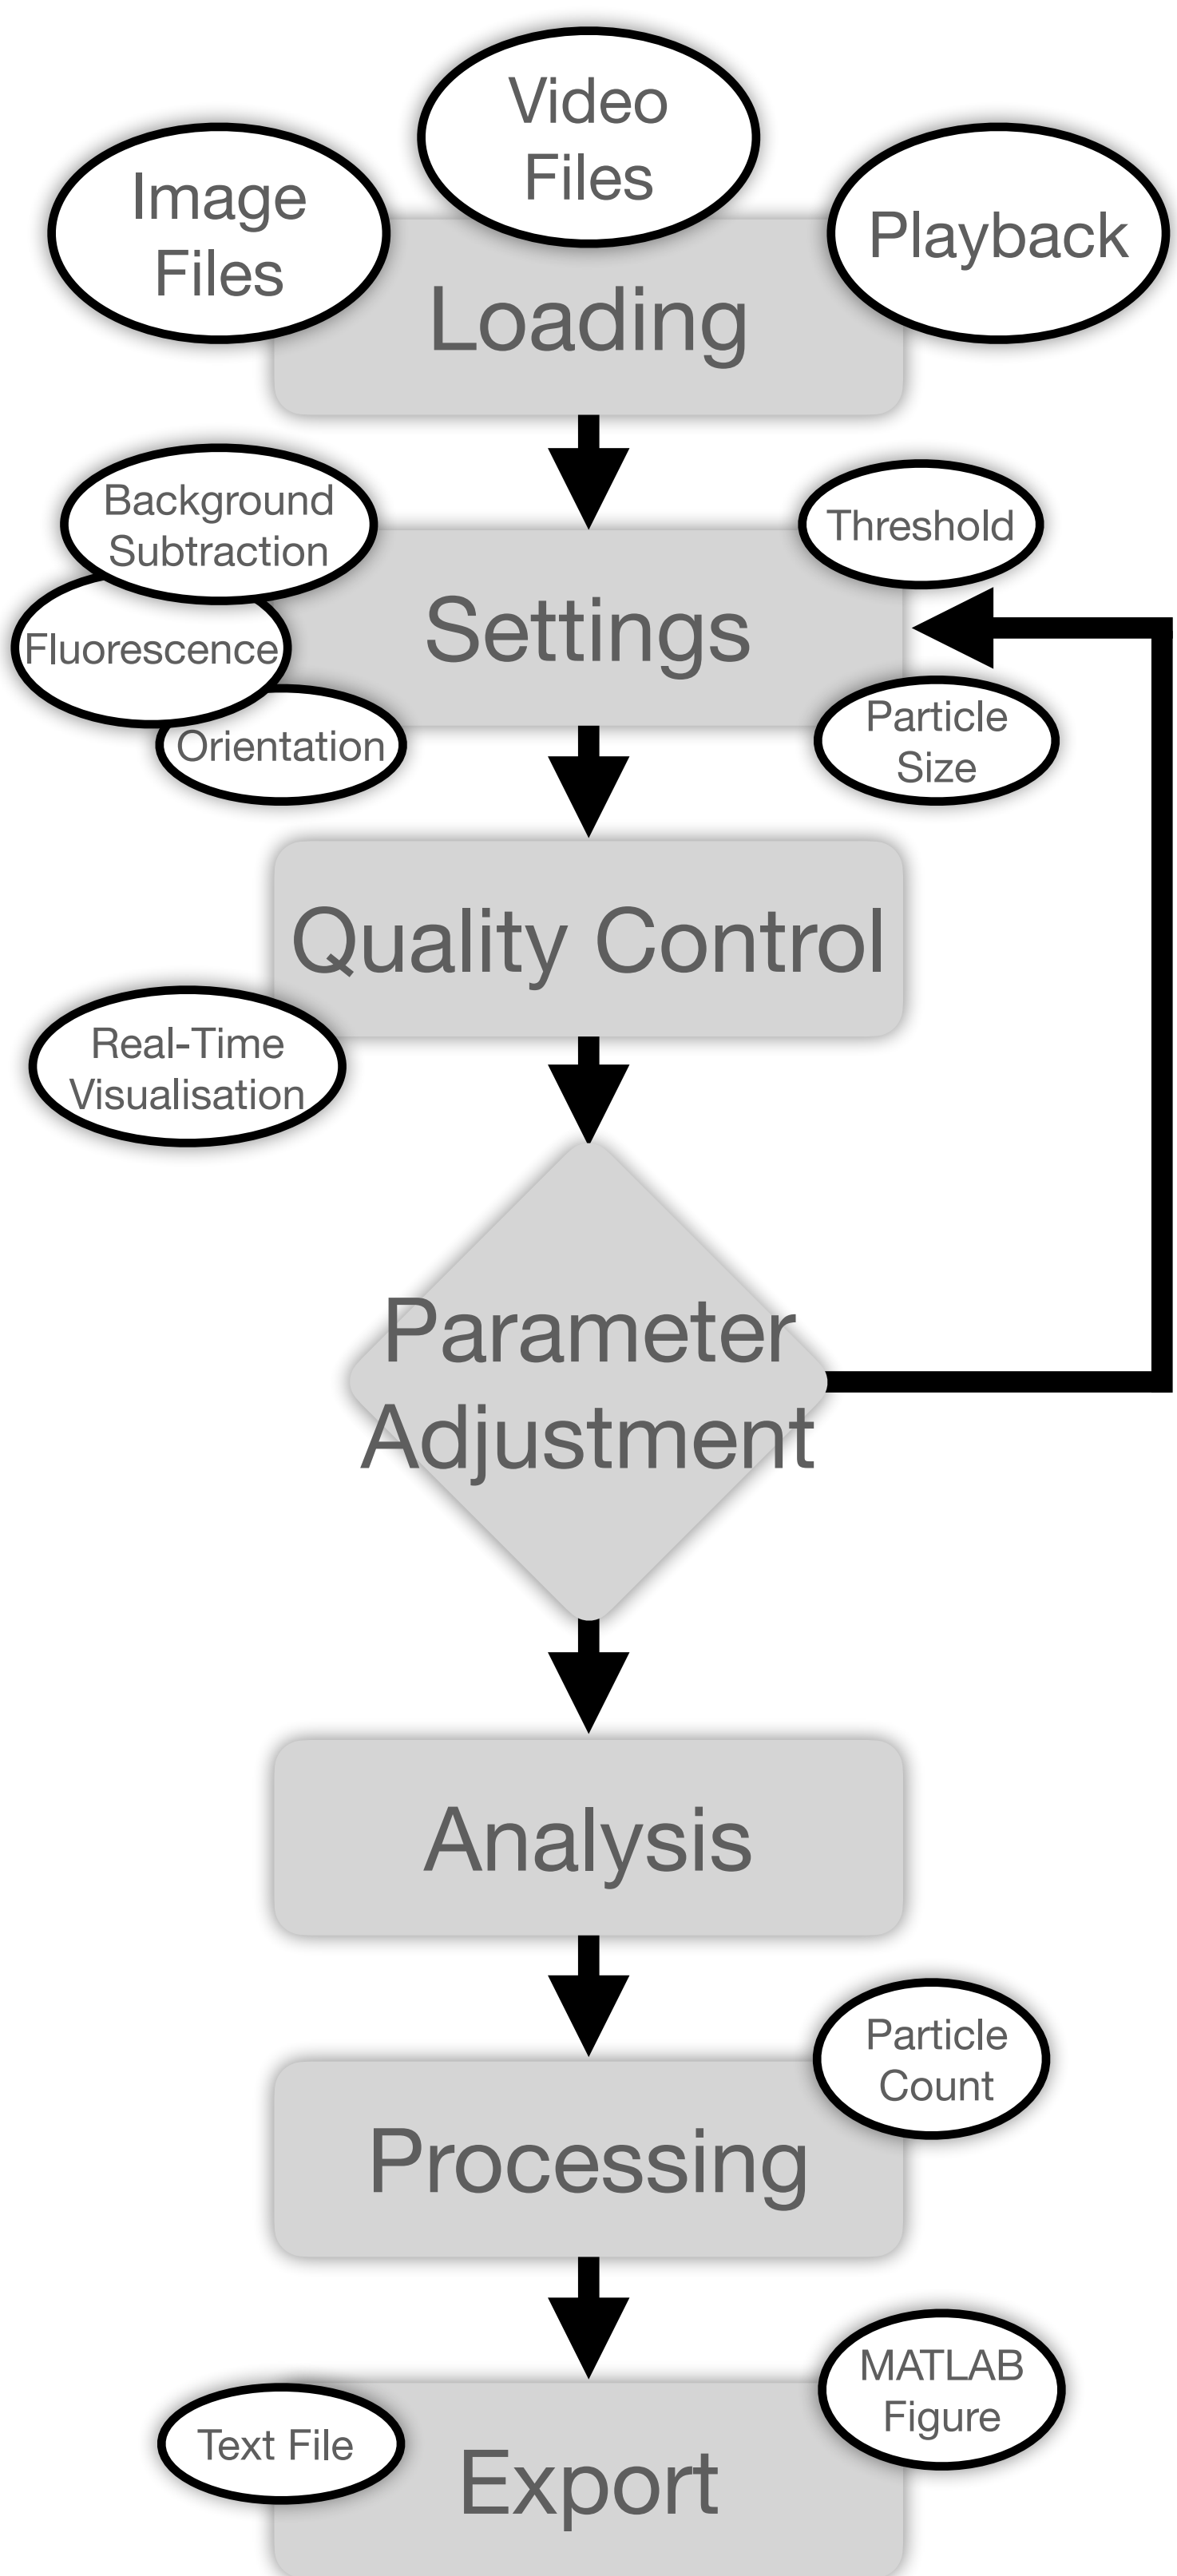 Video
Files
Image
Files
Playback
Loading
Background
Subtraction
Threshold
Settings
Fluorescence
Orientation
Particle
Size
Quality Control
Real-Time
Visualisation
Parameter
Adjustment
Analysis
Particle
Count
Processing
MATLAB
Figure
Text File
Export